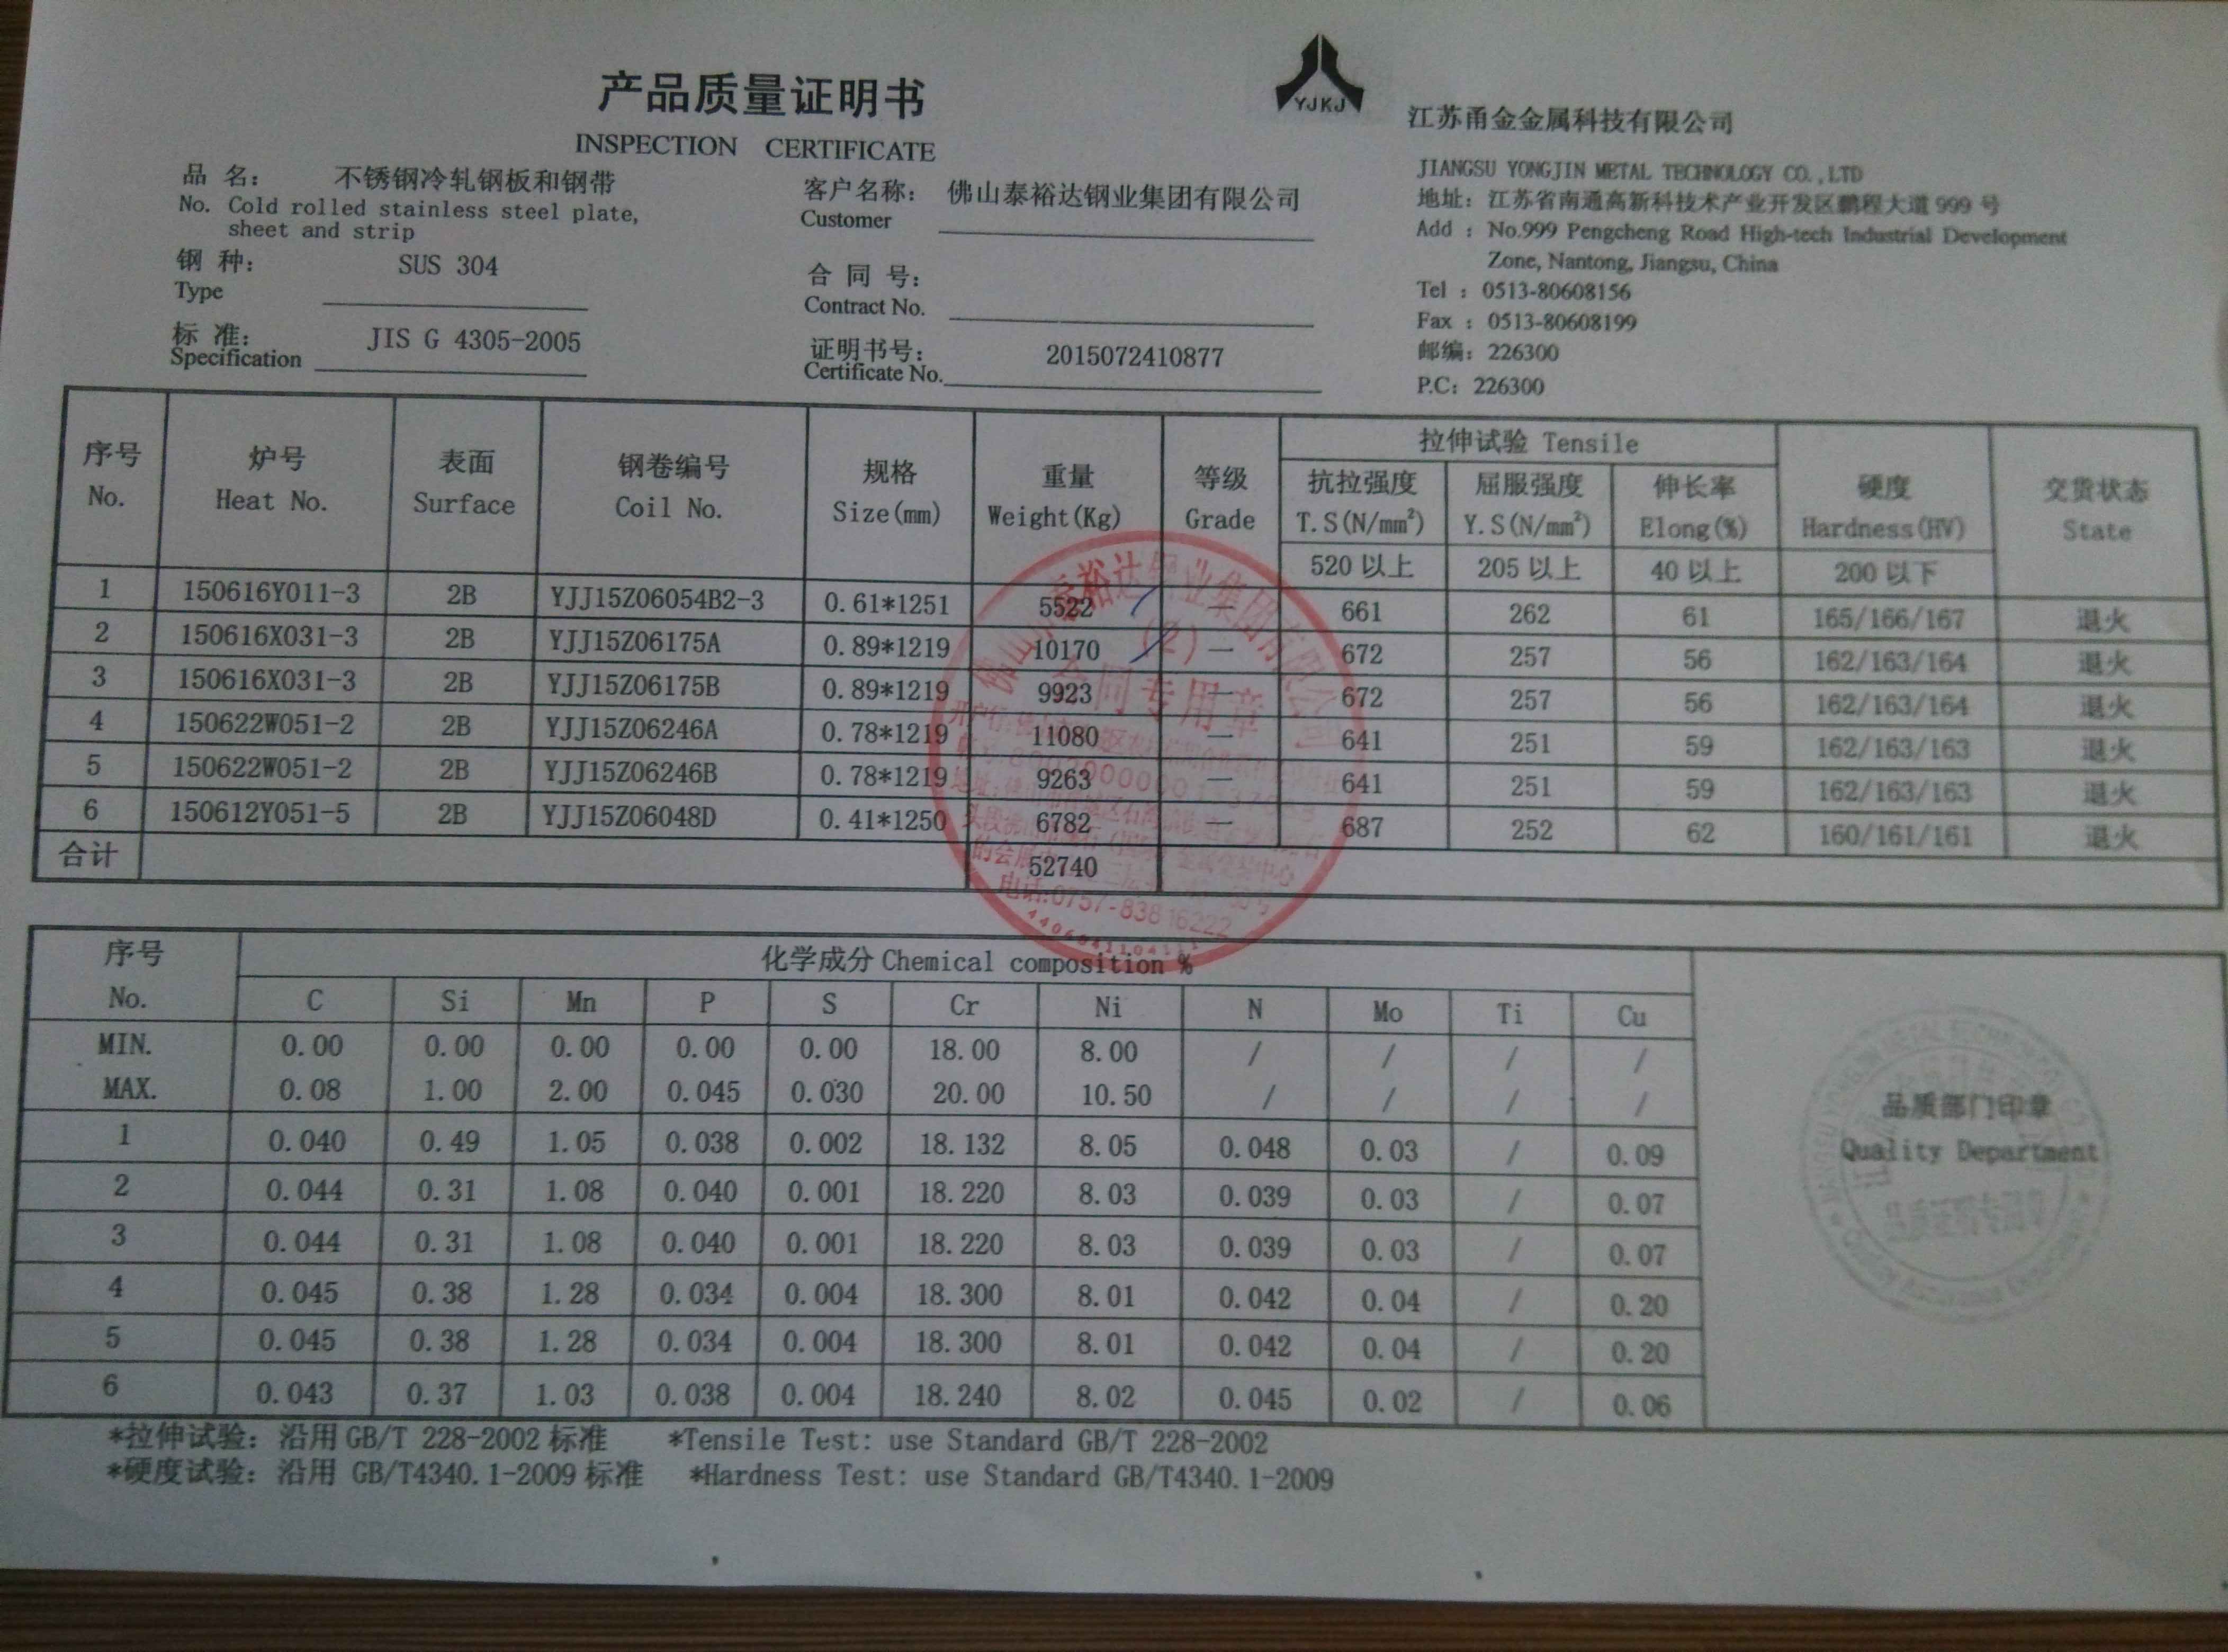 产品质量证明书
INSPECTION CERTIFICATE
YJKJ
江苏甬金金属科技有限公司
JIANGSU YONGJIN METAL TECHNOLOGY CO.,LTD
地址：江苏省南通高新科技术产业开发区鹏程大道999号
Add : No.999 Pengcheng Road High-tech Industrial Development
Zone, Nantong, Jiangsu, China
Tel : 0513-80608156
Fax : 0513-80608199
邮编：226300
P.C：226300
品 名： 不锈钢冷轧钢板和钢带
No. Cold rolled stainless steel plate,
sheet and strip
钢 种： SUS 304
Type
标 准： JIS G 4305-2005
Specification
客户名称： 佛山泰裕达钢业集团有限公司
Customer
合 同 号：
Contract No.
证明书号： 2015072410877
Certificate No.
序号 炉号 表面 钢卷编号 规格 重量 等级 拉伸试验 Tensile 硬度 交货状态
No. Heat No. Surface Coil No. Size(mm) Weight(Kg) Grade 抗拉强度 屈服强度 伸长率 Hardness(HV) State
T.S(N/mm²) Y.S(N/mm²) Elong(%)
520以上 205以上 40以上 200以下
1 150616Y011-3 2B YJJ15Z06054B2-3 0.61*1251 5522 — 661 262 61 165/166/167 退火
2 150616X031-3 2B YJJ15Z06175A 0.89*1219 10170 — 672 257 56 162/163/164 退火
3 150616X031-3 2B YJJ15Z06175B 0.89*1219 9923 — 672 257 56 162/163/164 退火
4 150622W051-2 2B YJJ15Z06246A 0.78*1219 11080 — 641 251 59 162/163/163 退火
5 150622W051-2 2B YJJ15Z06246B 0.78*1219 9263 — 641 251 59 162/163/163 退火
6 150612Y051-5 2B YJJ15Z06048D 0.41*1250 6782 — 687 252 62 160/161/161 退火
合计 52740
(2)
合同专用章
电话:0757-83816222
序号 化学成分 Chemical composition %
No. C Si Mn P S Cr Ni N Mo Ti Cu
MIN. 0.00 0.00 0.00 0.00 0.00 18.00 8.00 / / / /
MAX. 0.08 1.00 2.00 0.045 0.030 20.00 10.50 / / / /
1 0.040 0.49 1.05 0.038 0.002 18.132 8.05 0.048 0.03 / 0.09
2 0.044 0.31 1.08 0.040 0.001 18.220 8.03 0.039 0.03 / 0.07
3 0.044 0.31 1.08 0.040 0.001 18.220 8.03 0.039 0.03 / 0.07
4 0.045 0.38 1.28 0.034 0.004 18.300 8.01 0.042 0.04 / 0.20
5 0.045 0.38 1.28 0.034 0.004 18.300 8.01 0.042 0.04 / 0.20
6 0.043 0.37 1.03 0.038 0.004 18.240 8.02 0.045 0.02 / 0.06
品质部门印章
Quality Department
品质证明专用章
*拉伸试验：沿用 GB/T 228-2002 标准 *Tensile Test: use Standard GB/T 228-2002
*硬度试验：沿用 GB/T4340.1-2009 标准 *Hardness Test: use Standard GB/T4340.1-2009